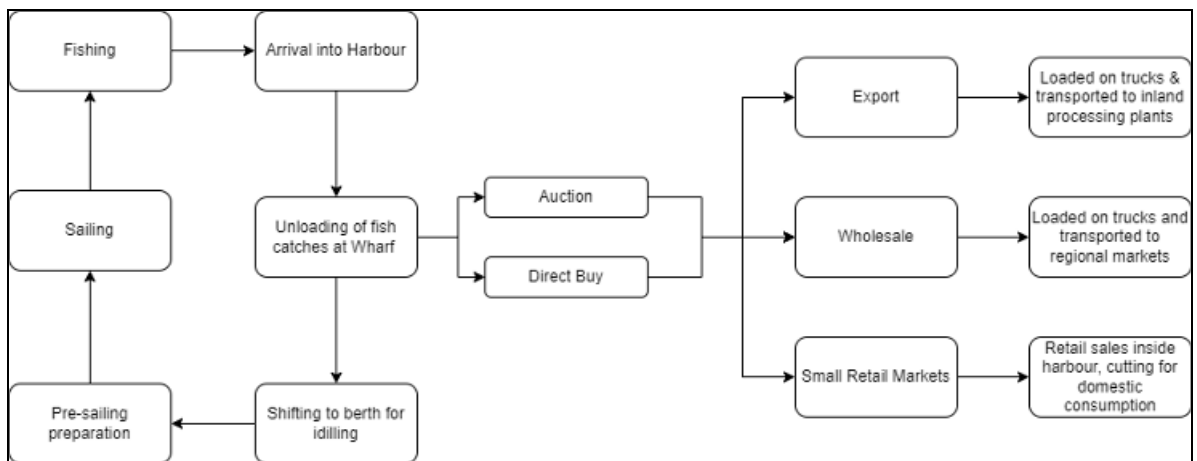 Fishing
Arrival into Harbour
Export
Loaded on trucks &
transported to inland
processing plants
Sailing
Unloading of fish
catches at Wharf
Auction
Direct Buy
Wholesale
Loaded on trucks and
transported to
regional markets
Pre-sailing
preparation
Shifting to berth for
idilling
Small Retail Markets
Retail sales inside
harbour, cutting for
domestic
consumption